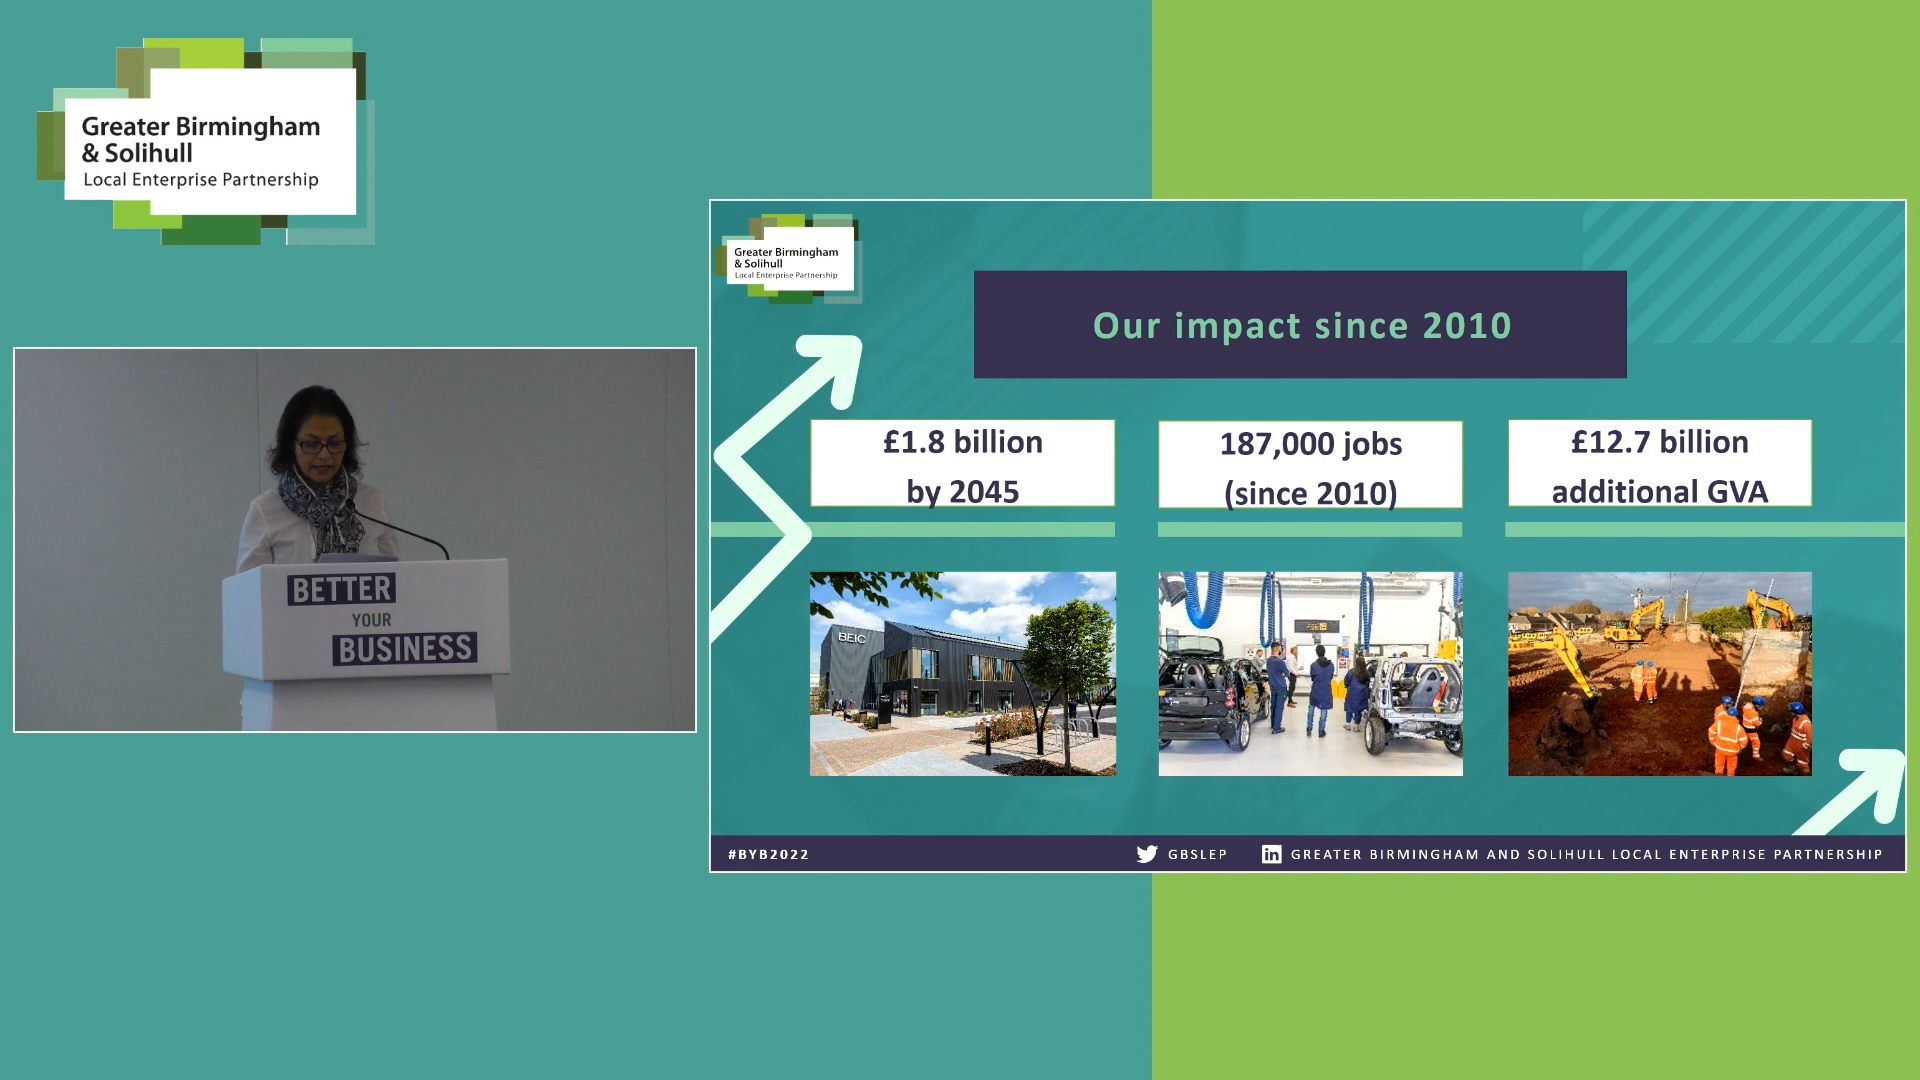 Greater Birmingham
& Solihull
Local Enterprise Partnership
BETTER
YOUR
BUSINESS
Greater Birmingham
& Solihull
Local Enterprise Partnership
Our impact since 2010
£1.8 billion
by 2045
187,000 jobs
(since 2010)
£12.7 billion
additional GVA
BEIC
#BYB2022
GBSLEP
in
GREATER BIRMINGHAM AND SOLIHULL LOCAL ENTERPRISE PARTNERSHIP